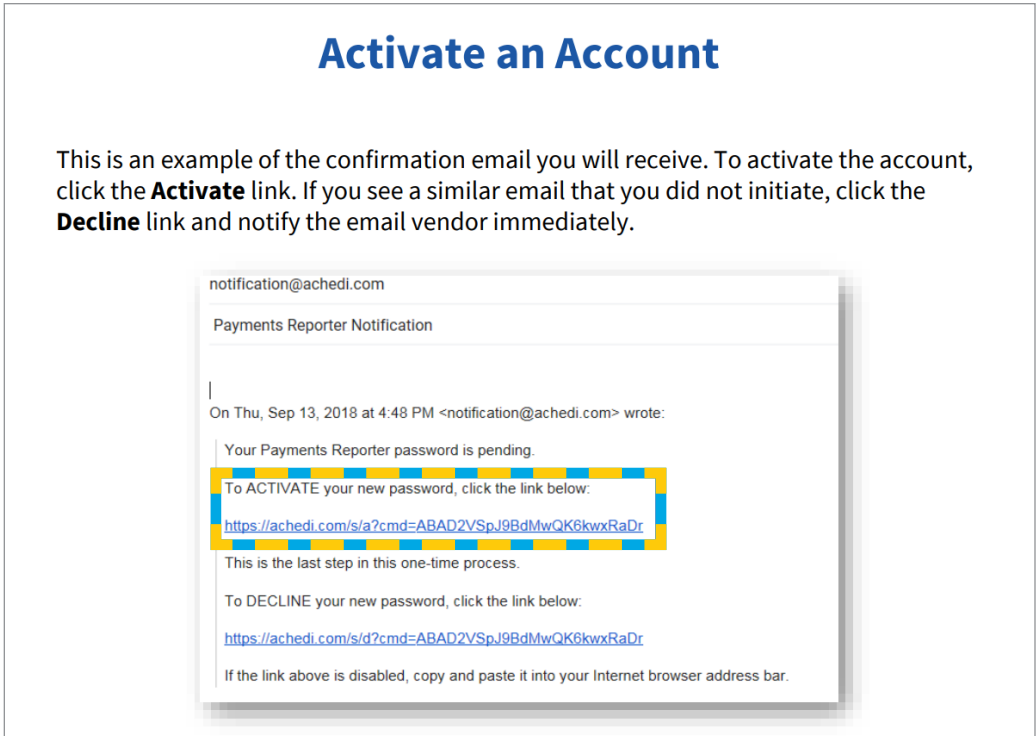 Activate an Account
This is an example of the confirmation email you will receive. To activate the account,
click the Activate link. If you see a similar email that you did not initiate, click the
Decline link and notify the email vendor immediately.
notification@achedi.com
Payments Reporter Notification
On Thu, Sep 13, 2018 at 4:48 PM <notification@achedi.com> wrote:
Your Payments Reporter password is pending.
To ACTIVATE your new password, click the link below:
https://achedi.com/s/a?cmd=ABAD2VSpJ9BdMwQK6kwxRaDr
This is the last step in this one-time process.
To DECLINE your new password, click the link below:
https://achedi.com/s/d?cmd=ABAD2VSpJ9BdMwQK6kwxRaDr
If the link above is disabled, copy and paste it into your Internet browser address bar.